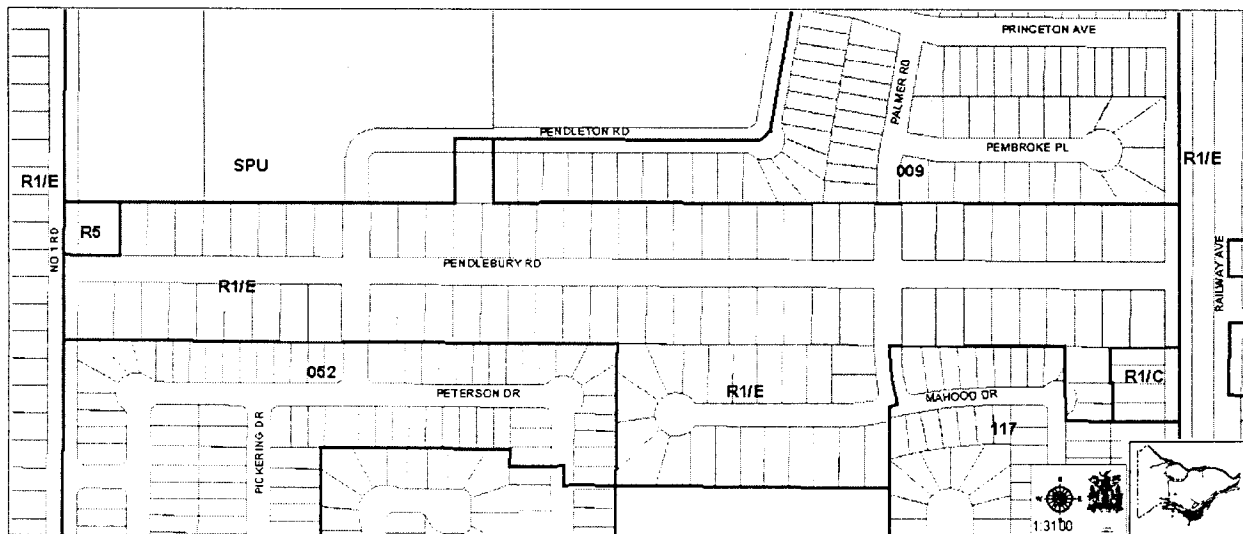 PRINCETON AVE
PALMER RD
PENDLETON RD
PEMBROKE PL
SPU
R1/E
R1/E
009
R5
NO 1 RD
PENDLEBURY RD
R1/E
RAILWAY AVE
052
PETERSON DR
R1/E
R1/C
MAHOOD DR
117
PICKERING DR
1:3100